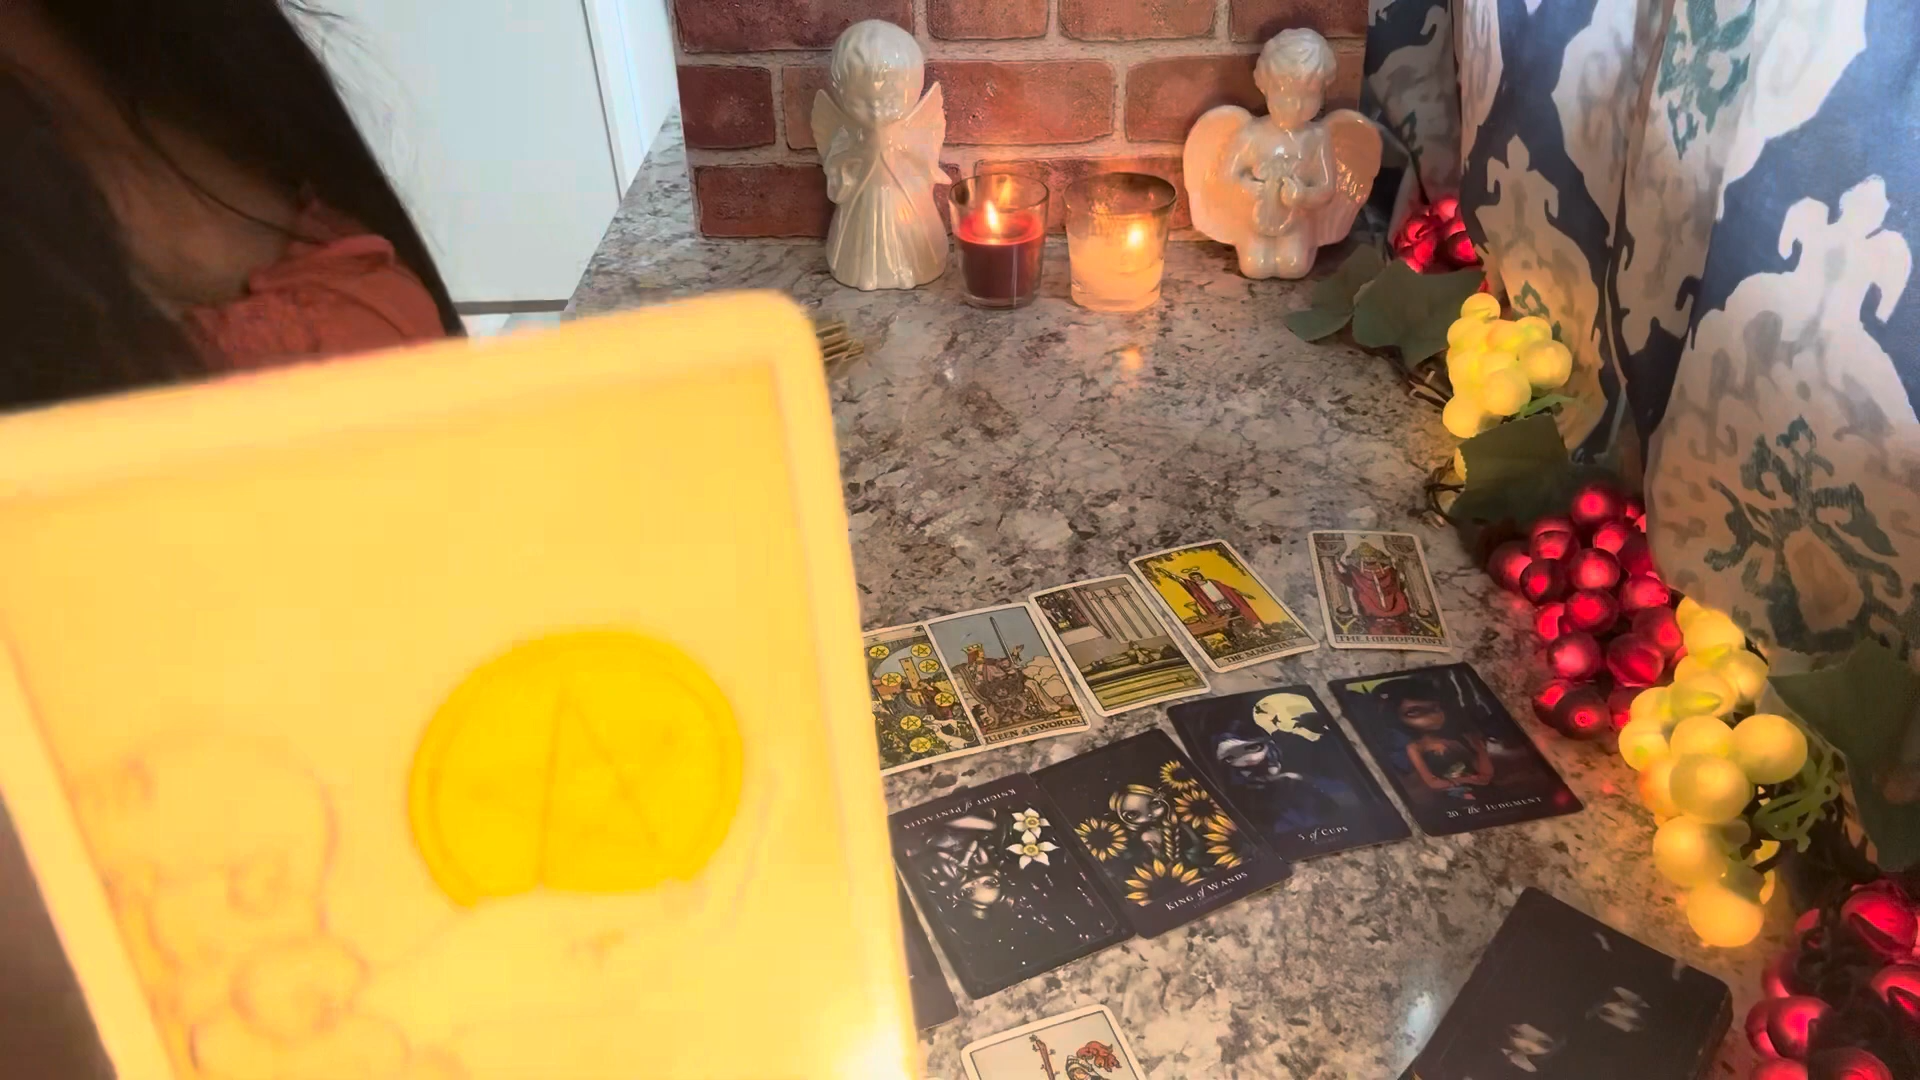 THE HIEROPHANT
THE MAGICIAN
QUEEN of SWORDS
KNIGHT of PENTACLES
KING of WANDS
5 of CUPS
20. The JUDGMENT